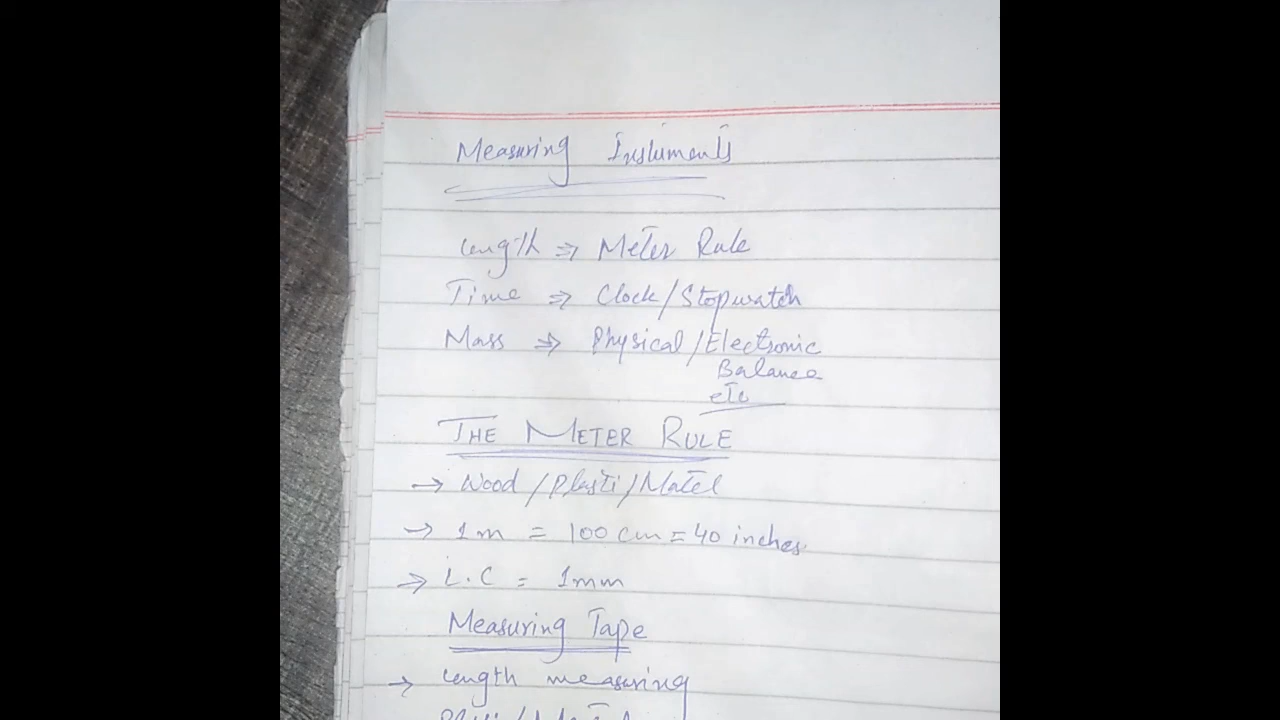 Measuring Instuments
Length ⇒ Meter Rule
Time ⇒ Clock/Stopwatch
Mass ⇒ Physical/Electronic
Balance
etc
THE METER RULE
→ Wood/Plasti/Matel
→ 1m = 100 cm = 40 inches
→ L.C = 1mm
Measuring Tape
→ Length measuring